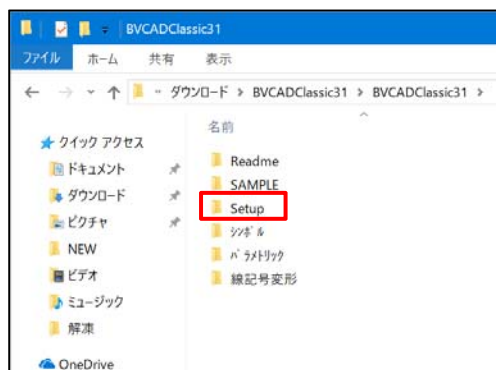 BVCADClassic31
ファイル ホーム 共有 表示
ダウンロード > BVCADClassic31 > BVCADClassic31 >
クイック アクセス
ドキュメント
ダウンロード
ピクチャ
NEW
ビデオ
ミュージック
解凍
OneDrive
名前
Readme
SAMPLE
Setup
ｼﾝﾎﾞﾙ
ﾊﾟﾗﾒﾄﾘｯｸ
線記号変形